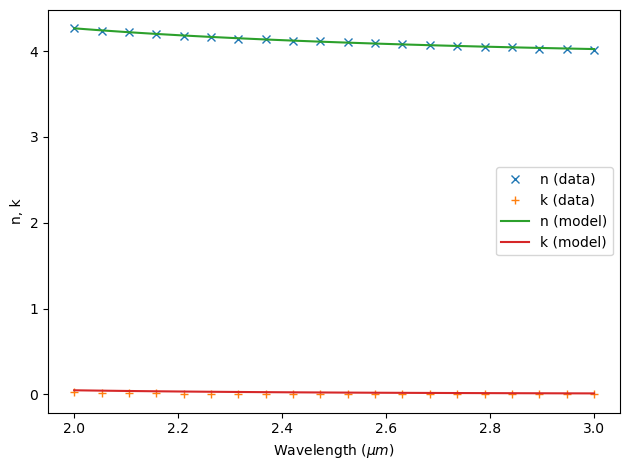 4
3
2
1
0
n, k
n (data)
k (data)
n (model)
k (model)
2.0
2.2
2.4
2.6
2.8
3.0
Wavelength (μm)